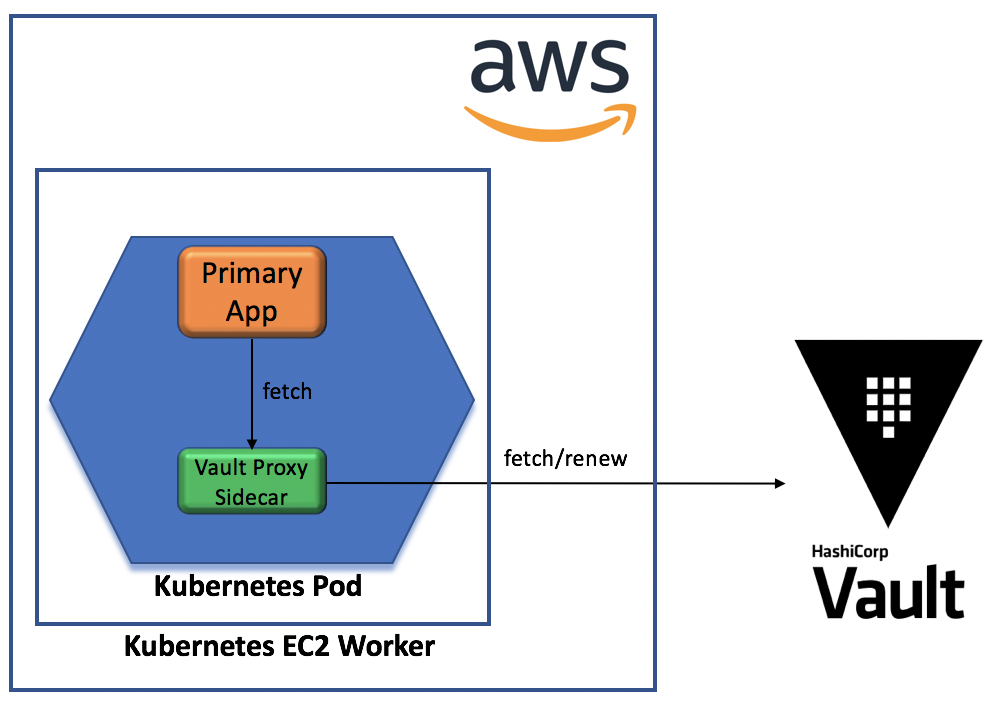 aws
Primary
App
fetch
Vault Proxy
Sidecar
fetch/renew
Kubernetes Pod
Kubernetes EC2 Worker
HashiCorp
Vault